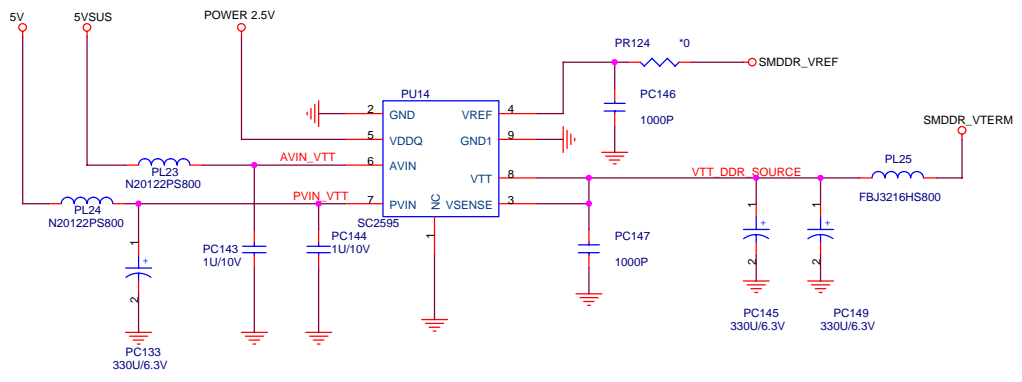 5V
5VSUS
POWER 2.5V
PR124 *0
SMDDR_VREF
PC146
1000P
PU14
2 GND VREF 4
5 VDDQ GND1 9
6 AVIN
VTT 8
7 PVIN NC VSENSE 3
SC2595
1
AVIN_VTT
PL23
N20122PS800
PVIN_VTT
PL24
N20122PS800
SMDDR_VTERM
VTT_DDR_SOURCE
PL25
FBJ3216HS800
PC143
1U/10V
PC144
1U/10V
PC147
1000P
1
+
2
PC133
330U/6.3V
1
+
2
PC145
330U/6.3V
1
+
2
PC149
330U/6.3V